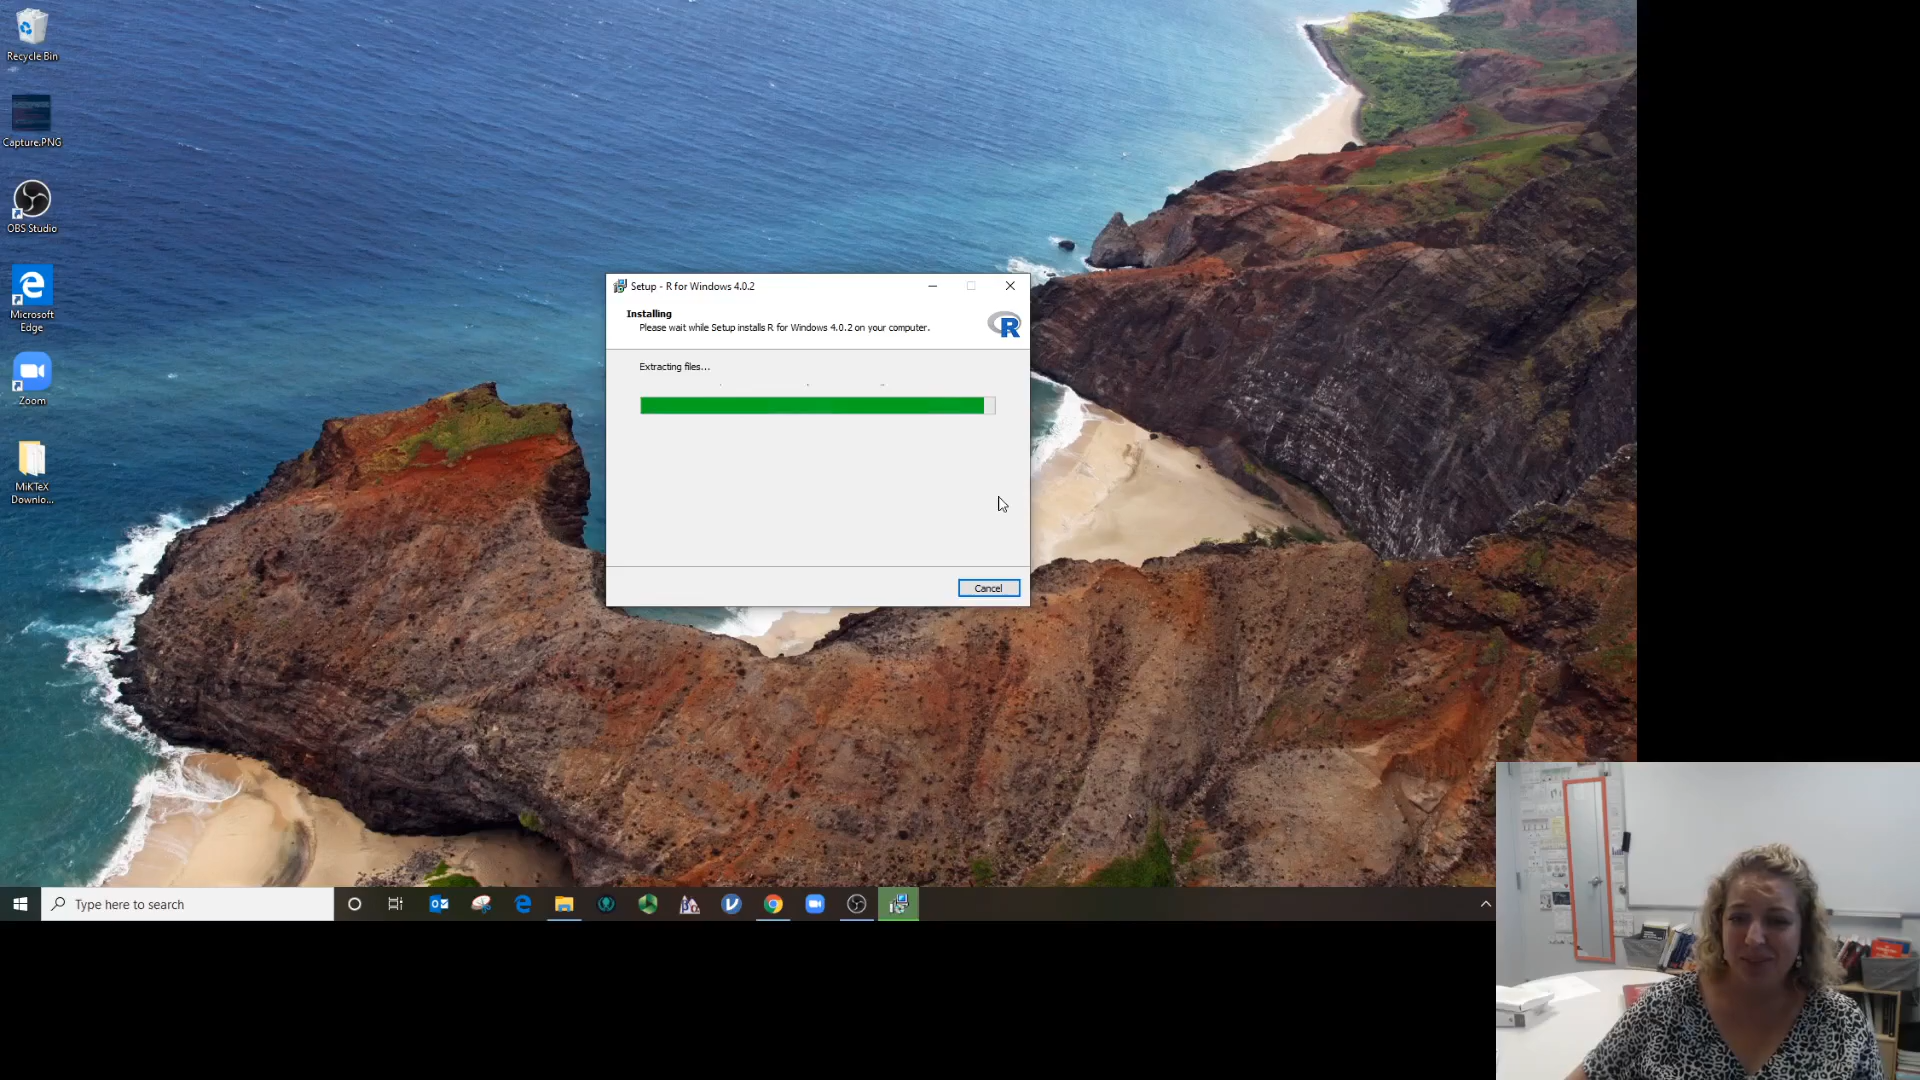 Recycle Bin
Capture.PNG
OBS Studio
Microsoft
Edge
Zoom
MiKTeX
Downlo...
Setup - R for Windows 4.0.2
Installing
Please wait while Setup installs R for Windows 4.0.2 on your computer.
R
Extracting files...
Cancel
Type here to search